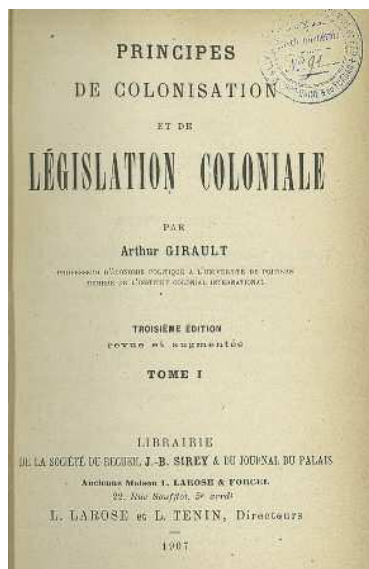 PRINCIPES
DE COLONISATION
ET DE
LÉGISLATION COLONIALE
PAR
Arthur GIRAULT
PROFESSEUR D'ÉCONOMIE POLITIQUE A L'UNIVERSITÉ DE POITIERS
MEMBRE DE L'INSTITUT COLONIAL INTERNATIONAL
TROISIÈME ÉDITION
revue et augmentée
TOME I
LIBRAIRIE
DE LA SOCIÉTÉ DU RECUEIL J.-B. SIREY & DU JOURNAL DU PALAIS
Ancienne Maison L. LAROSE & FORCEL
22, Rue Soufflot, 5e arrdt
L. LAROSE et L. TENIN, Directeurs
1907